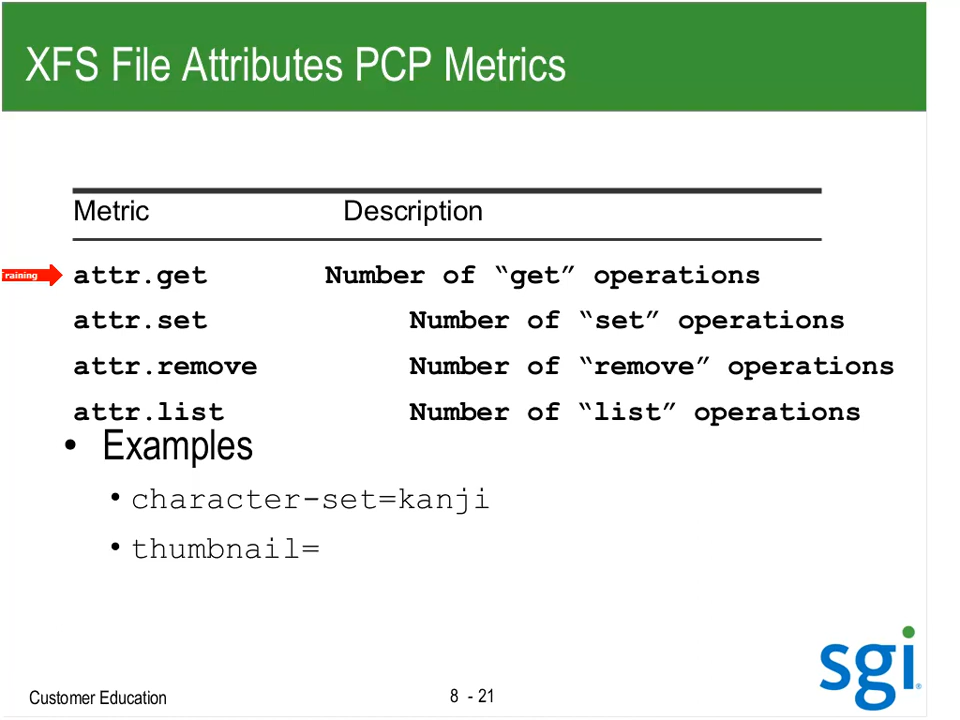 XFS File Attributes PCP Metrics
Metric Description
Training attr.get Number of “get” operations
attr.set Number of “set” operations
attr.remove Number of “remove” operations
attr.list Number of “list” operations
• Examples
• character-set=kanji
• thumbnail=
sgi®
Customer Education 8 - 21